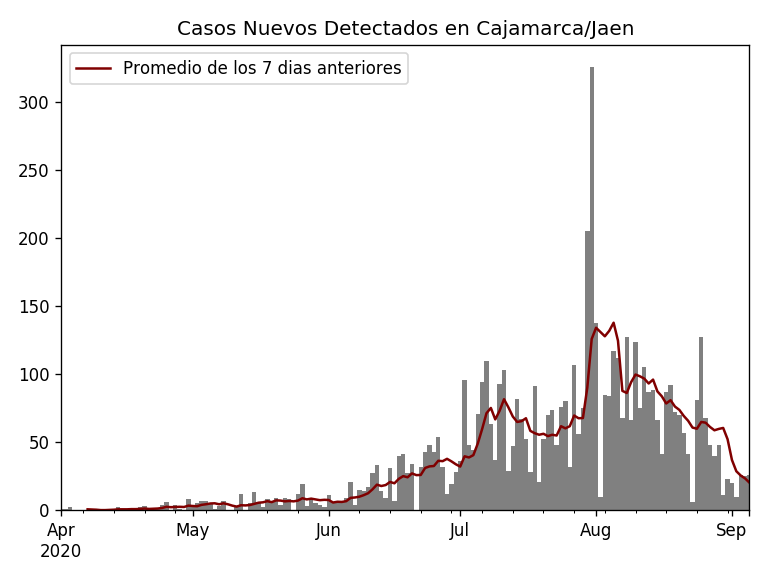 Casos Nuevos Detectados en Cajamarca/Jaen
Promedio de los 7 dias anteriores
300
250
200
150
100
50
0
Apr May Jun Jul Aug Sep
2020